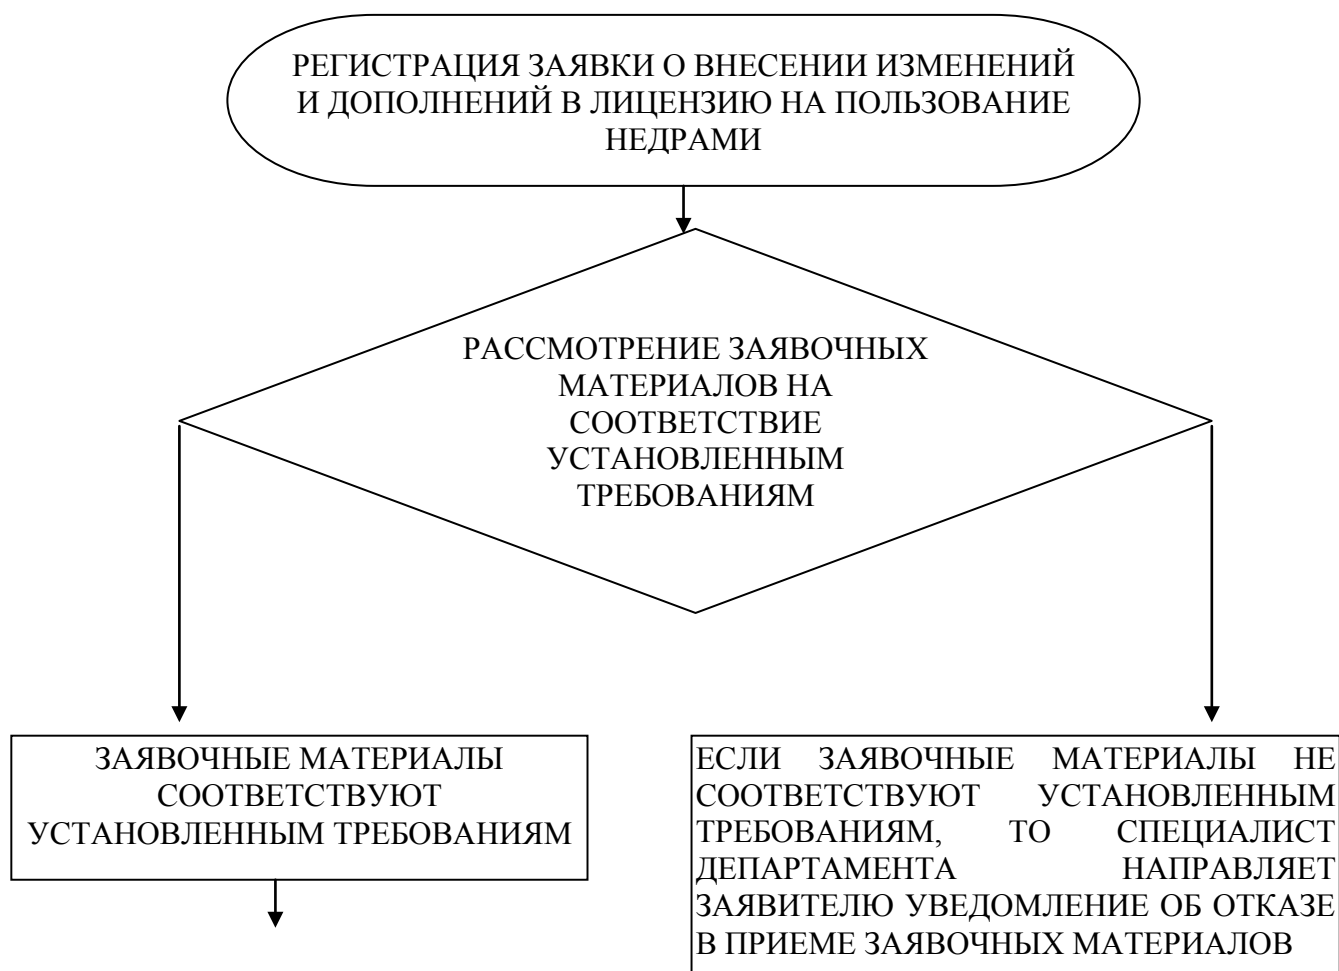 РЕГИСТРАЦИЯ ЗАЯВКИ О ВНЕСЕНИИ ИЗМЕНЕНИЙ
И ДОПОЛНЕНИЙ В ЛИЦЕНЗИЮ НА ПОЛЬЗОВАНИЕ
НЕДРАМИ
РАССМОТРЕНИЕ ЗАЯВОЧНЫХ
МАТЕРИАЛОВ НА
СООТВЕТСТВИЕ
УСТАНОВЛЕННЫМ
ТРЕБОВАНИЯМ
ЗАЯВОЧНЫЕ МАТЕРИАЛЫ
СООТВЕТСТВУЮТ
УСТАНОВЛЕННЫМ ТРЕБОВАНИЯМ
ЕСЛИ ЗАЯВОЧНЫЕ МАТЕРИАЛЫ НЕ
СООТВЕТСТВУЮТ УСТАНОВЛЕННЫМ
ТРЕБОВАНИЯМ, ТО СПЕЦИАЛИСТ
ДЕПАРТАМЕНТА НАПРАВЛЯЕТ
ЗАЯВИТЕЛЮ УВЕДОМЛЕНИЕ ОБ ОТКАЗЕ
В ПРИЕМЕ ЗАЯВОЧНЫХ МАТЕРИАЛОВ